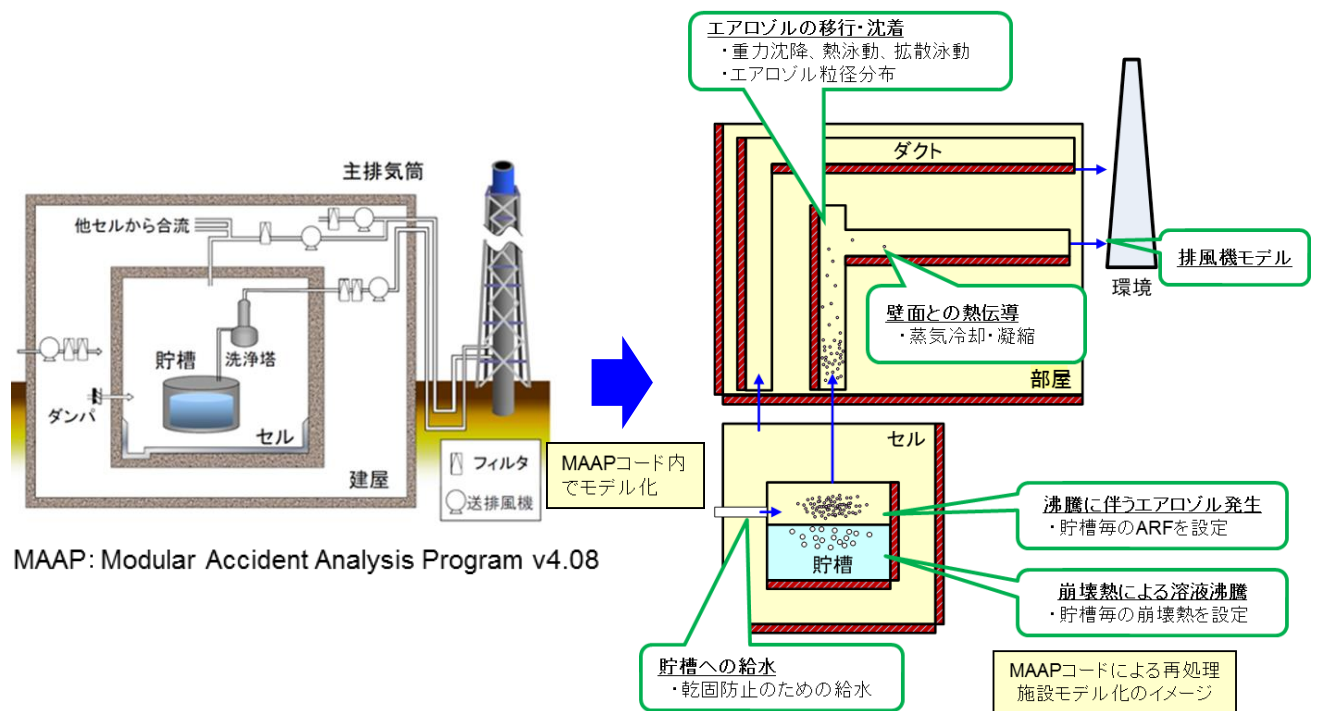 主排気筒
他セルから合流
貯槽
洗浄塔
ダンパ
セル
建屋
フィルタ
送排風機
MAAP: Modular Accident Analysis Program v4.08
MAAPコード内
でモデル化
エアロゾルの移行・沈着
・重力沈降、熱泳動、拡散泳動
・エアロゾル粒径分布
ダクト
排風機モデル
環境
壁面との熱伝導
・蒸気冷却・凝縮
部屋
セル
沸騰に伴うエアロゾル発生
・貯槽毎のARFを設定
貯槽
崩壊熱による溶液沸騰
・貯槽毎の崩壊熱を設定
貯槽への給水
・乾固防止のための給水
MAAPコードによる再処理
施設モデル化のイメージ